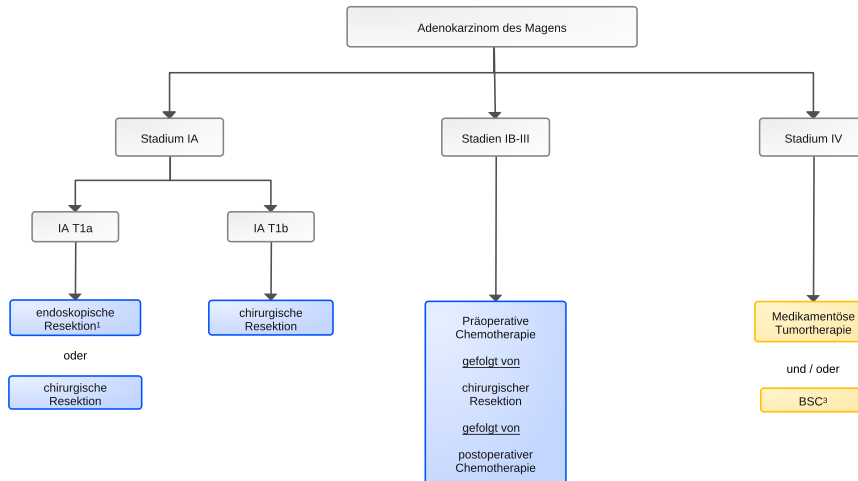 Adenokarzinom des Magens
Stadium IA
Stadien IB-III
Stadium IV
IA T1a
IA T1b
endoskopische
Resektion¹
oder
chirurgische
Resektion
chirurgische
Resektion
Präoperative
Chemotherapie
gefolgt von
chirurgischer
Resektion
gefolgt von
postoperativer
Chemotherapie
Medikamentöse
Tumortherapie
und / oder
BSC³